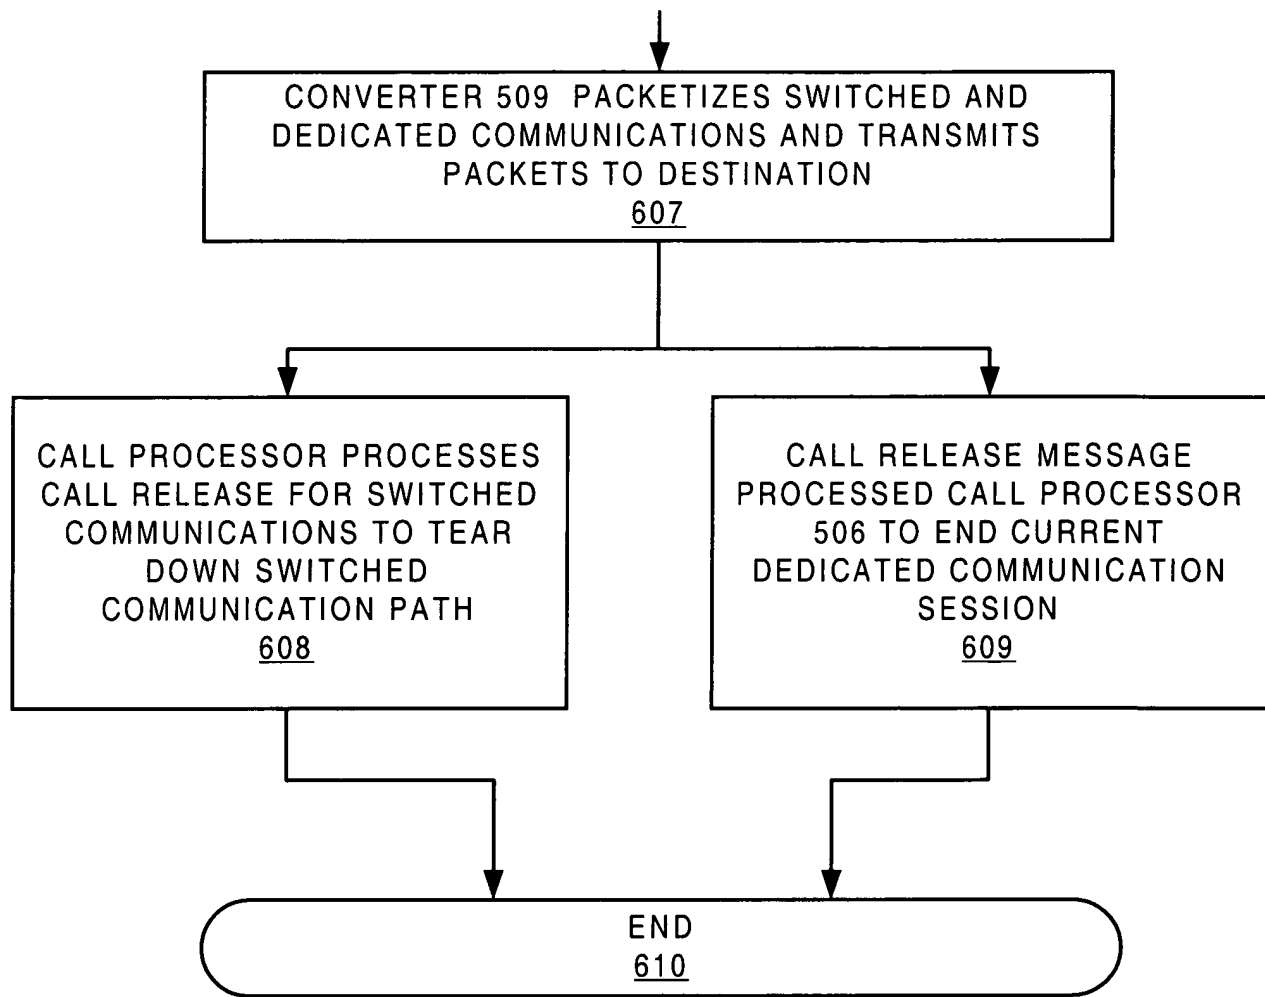 CONVERTER 509 PACKETIZES SWITCHED AND
DEDICATED COMMUNICATIONS AND TRANSMITS
PACKETS TO DESTINATION
607
CALL PROCESSOR PROCESSES
CALL RELEASE FOR SWITCHED
COMMUNICATIONS TO TEAR
DOWN SWITCHED
COMMUNICATION PATH
608
CALL RELEASE MESSAGE
PROCESSED CALL PROCESSOR
506 TO END CURRENT
DEDICATED COMMUNICATION
SESSION
609
END
610